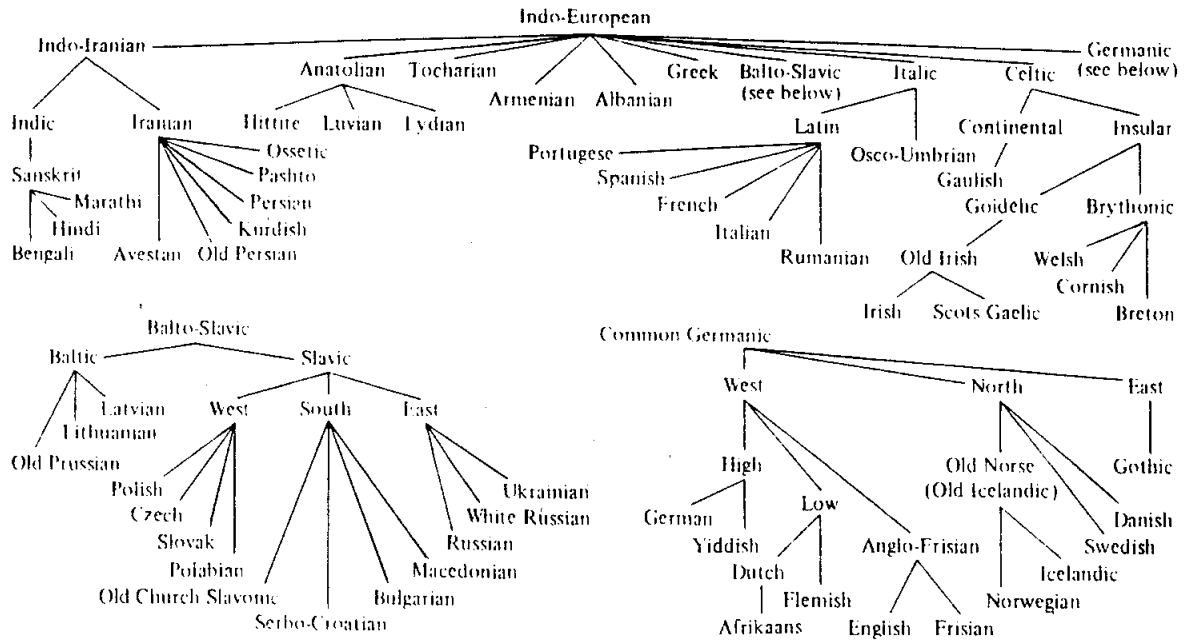 Indo-European
Indo-Iranian
Germanic
(see below)
Anatolian
Tocharian
Greek
Balto-Slavic
(see below)
Italic
Celtic
Armenian
Albanian
Indic
Iranian
Hittite
Luvian
Lydian
Latin
Continental
Insular
Ossetic
Portugese
Osco-Umbrian
Sanskrit
Pashto
Spanish
Gaulish
Marathi
Persian
French
Goidelic
Brythonic
Hindi
Kurdish
Italian
Bengali
Avestan
Old Persian
Rumanian
Old Irish
Welsh
Cornish
Irish
Scots Gaelic
Breton
Balto-Slavic
Baltic
Slavic
Latvian
Lithuanian
West
South
East
Old Prussian
Polish
Czech
Slovak
Polabian
Ukrainian
White Russian
Russian
Macedonian
Old Church Slavonic
Bulgarian
Serbo-Croatian
Common Germanic
West
North
East
High
Old Norse
(Old Icelandic)
Gothic
German
Low
Danish
Yiddish
Anglo-Frisian
Swedish
Dutch
Icelandic
Flemish
Norwegian
Afrikaans
English
Frisian